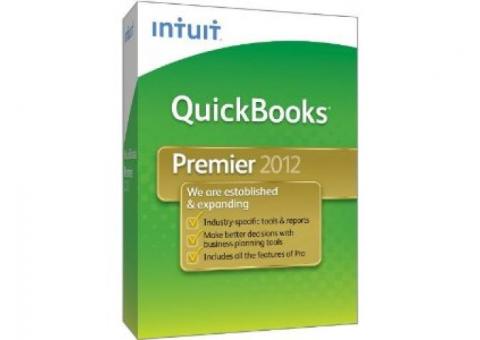 INTUIT
QuickBooks
Premier 2012
We are established
& expanding
Industry-specific tools & reports
Make better decisions with
business planning tools
Includes all the features of Pro